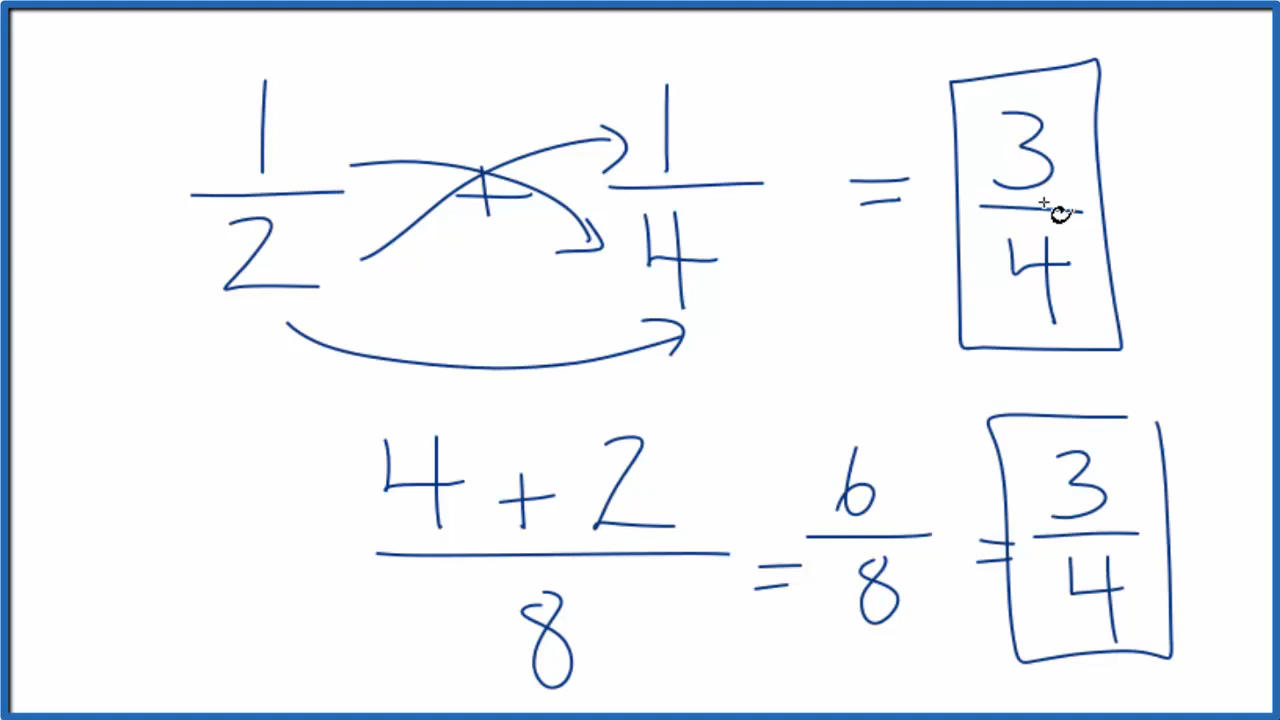 1/2 + 1/4 = 3/4
4 + 2/8 = 6/8 = 3/4